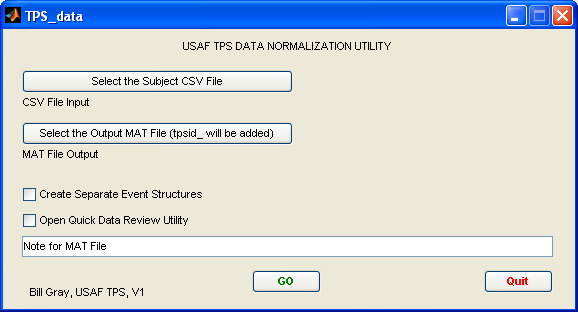 TPS_data
USAF TPS DATA NORMALIZATION UTILITY
Select the Subject CSV File
CSV File Input
Select the Output MAT File (tpsid_ will be added)
MAT File Output
Create Separate Event Structures
Open Quick Data Review Utility
Note for MAT File
Bill Gray, USAF TPS, V1
GO
Quit